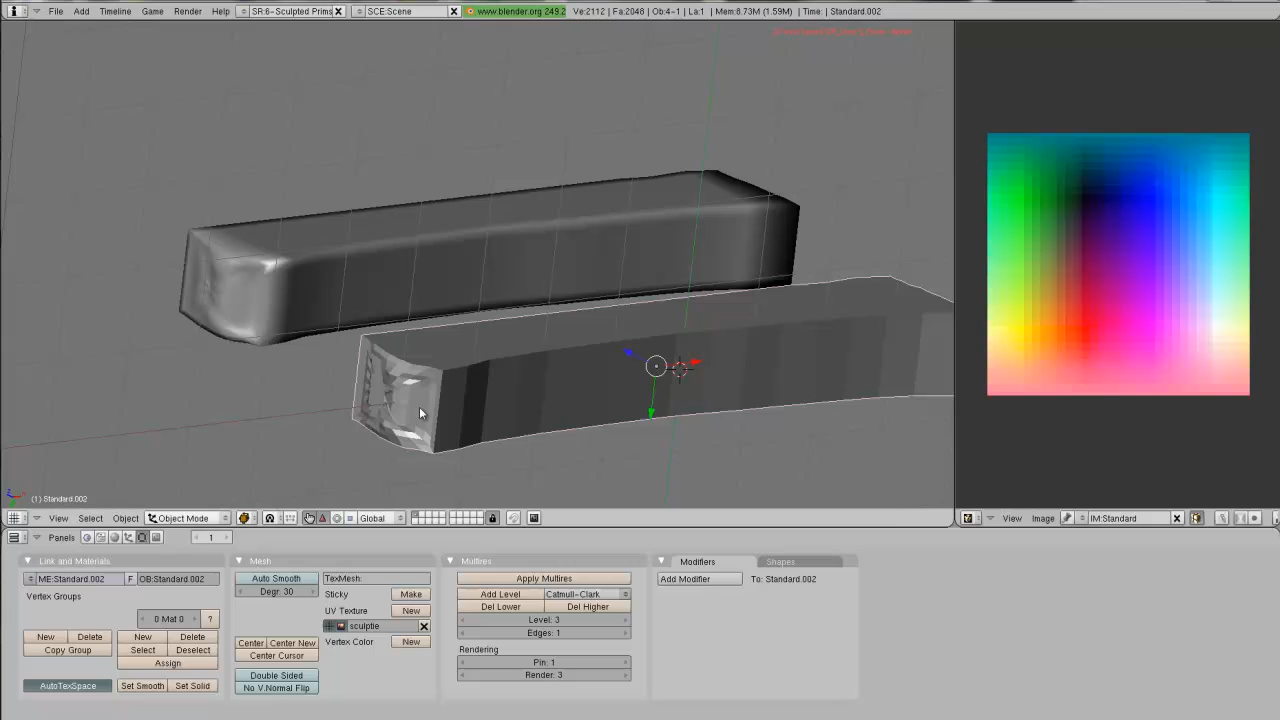 File Add Timeline Game Render Help SR:6-Sculpted Prims SCE:Scene www.blender.org 249.2 Ve:2112 | Fa:2048 | Ob:4-1 | La:1 | Mem:8.73M (1.59M) | Time: | Standard.002
(1) Standard.002
View Select Object Object Mode Global View Image IM:Standard
Panels 1
Link and Materials Mesh Multires Modifiers Shapes
ME:Standard.002 F OB:Standard.002 Auto Smooth TexMesh: Apply Multires Add Modifier To: Standard.002
Vertex Groups Degr: 30 Sticky Make Add Level Catmull-Clark
UV Texture New Del Lower Del Higher
0 Mat 0 ? sculptie Level: 3
New Delete New Delete Center Center New Vertex Color New Edges: 1
Copy Group Select Deselect Center Cursor Rendering
Assign Pin: 1
AutoTexSpace Set Smooth Set Solid Double Sided Render: 3
No V.Normal Flip